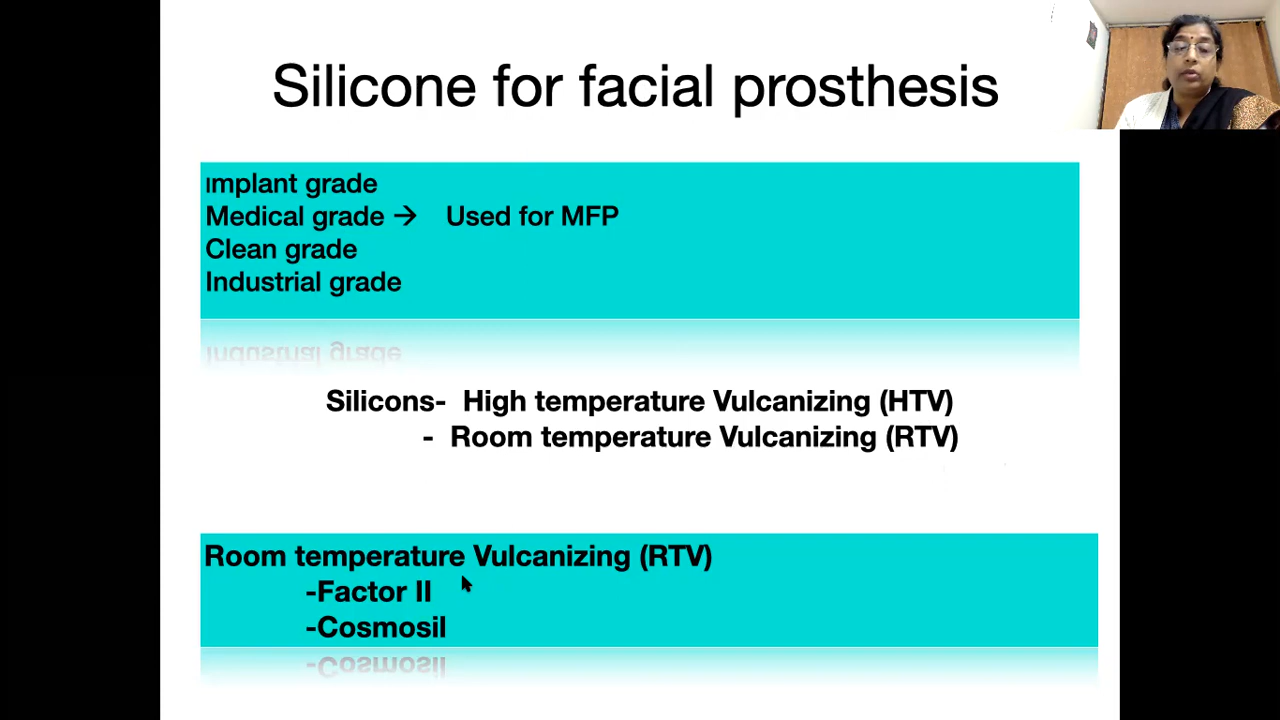 Silicone for facial prosthesis
Implant grade
Medical grade → Used for MFP
Clean grade
Industrial grade
Silicons- High temperature Vulcanizing (HTV)
- Room temperature Vulcanizing (RTV)
Room temperature Vulcanizing (RTV)
-Factor II
-Cosmosil